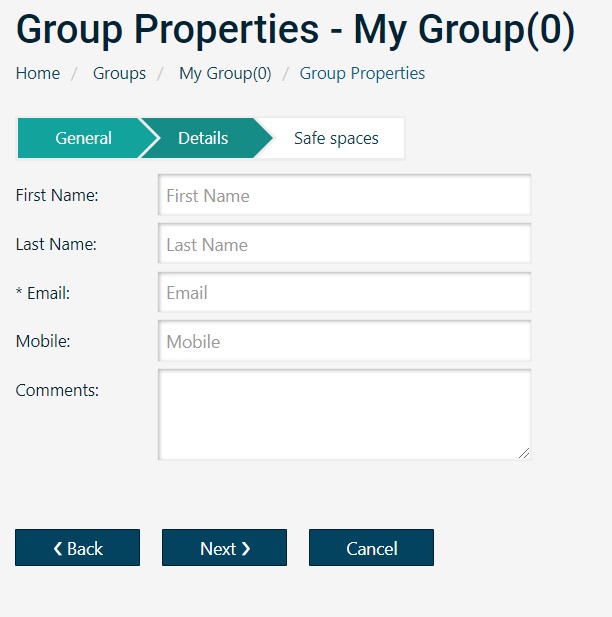 Group Properties - My Group(0)
Home / Groups / My Group(0) / Group Properties
General Details Safe spaces
First Name: First Name
Last Name: Last Name
* Email: Email
Mobile: Mobile
Comments:
❮ Back Next ❯ Cancel